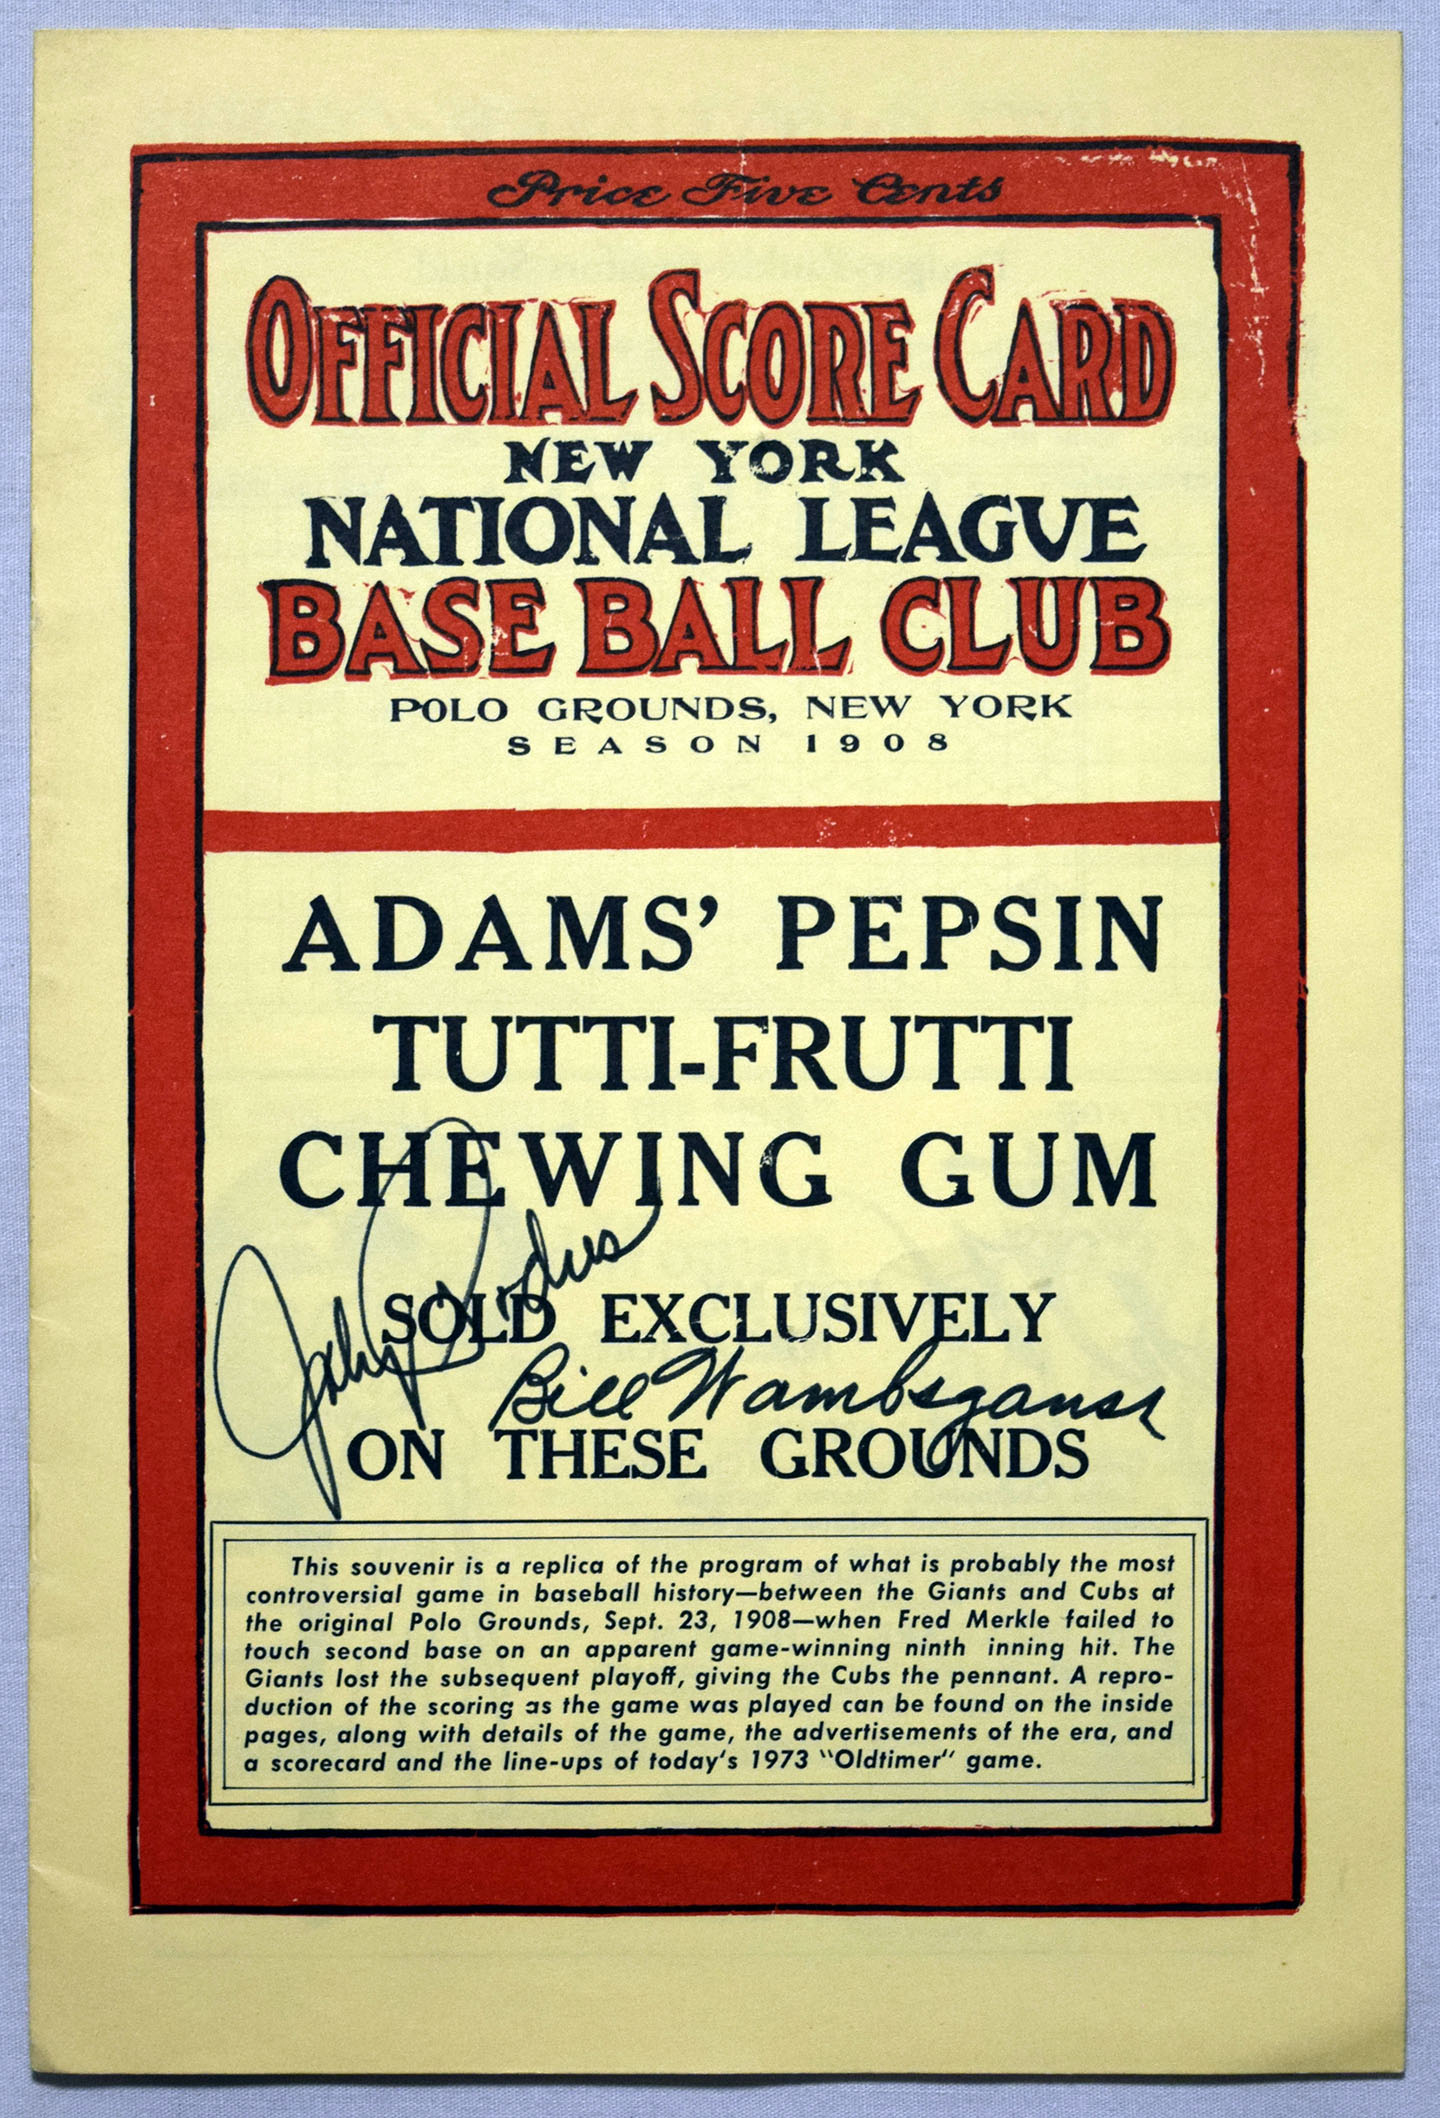 Price Five Cents
OFFICIAL SCORE CARD
NEW YORK
NATIONAL LEAGUE
BASE BALL CLUB
POLO GROUNDS, NEW YORK
SEASON 1908
ADAMS' PEPSIN
TUTTI-FRUTTI
CHEWING GUM
Johnny Podres
SOLD EXCLUSIVELY
Bill Wambsganss
ON THESE GROUNDS
This souvenir is a replica of the program of what is probably the most
controversial game in baseball history—between the Giants and Cubs at
the original Polo Grounds, Sept. 23, 1908—when Fred Merkle failed to
touch second base on an apparent game-winning ninth inning hit. The
Giants lost the subsequent playoff, giving the Cubs the pennant. A repro-
duction of the scoring as the game was played can be found on the inside
pages, along with details of the game, the advertisements of the era, and
a scorecard and the line-ups of today's 1973 "Oldtimer" game.